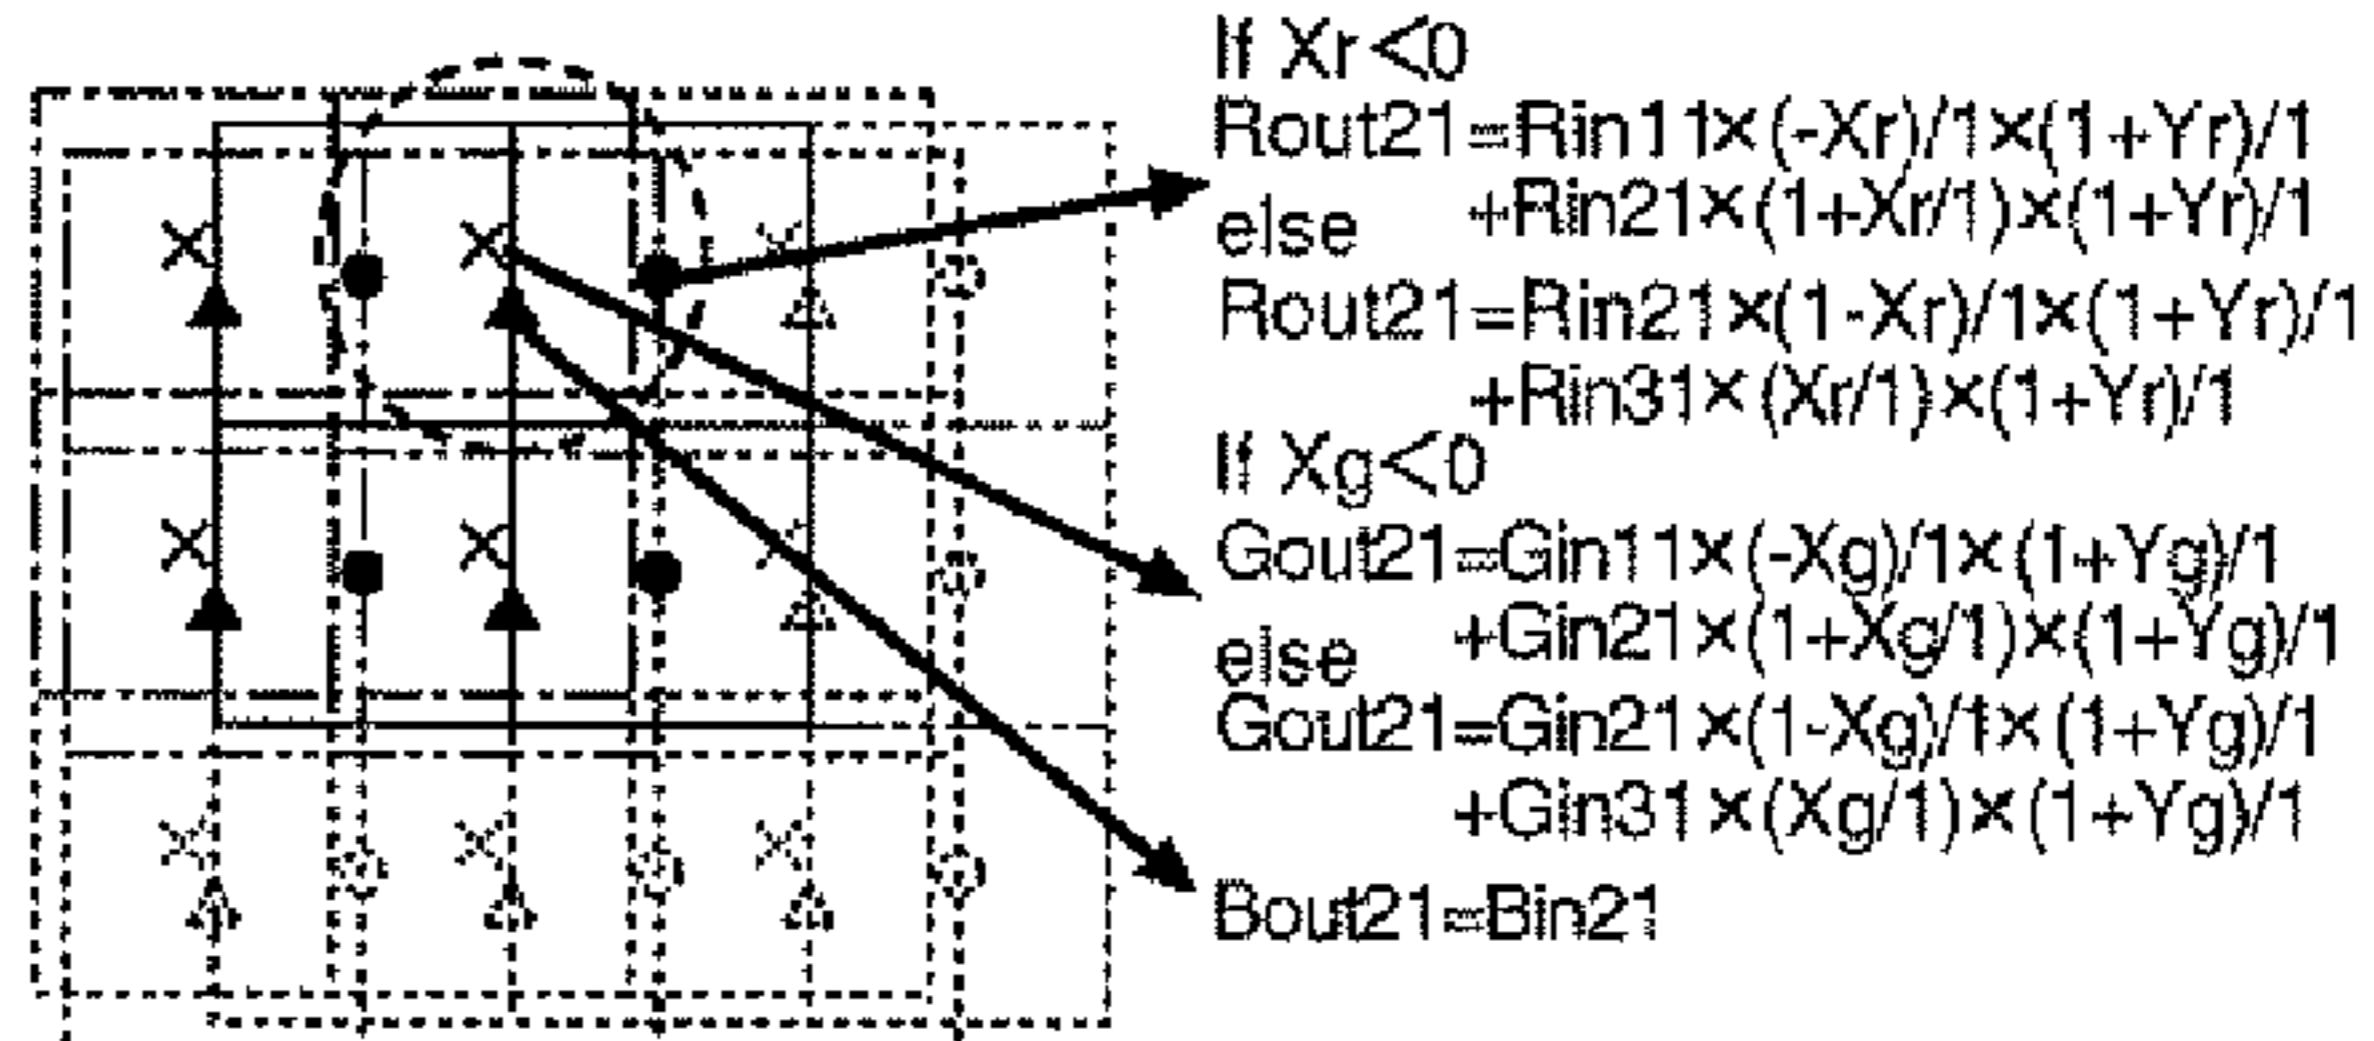 If Xr<0
Rout21=Rin11×(-Xr)/1×(1+Yr)/1
else +Rin21×(1+Xr/1)×(1+Yr)/1
Rout21=Rin21×(1-Xr)/1×(1+Yr)/1
+Rin31×(Xr/1)×(1+Yr)/1
If Xg<0
Gout21=Gin11×(-Xg)/1×(1+Yg)/1
else +Gin21×(1+Xg/1)×(1+Yg)/1
Gout21=Gin21×(1-Xg)/1×(1+Yg)/1
+Gin31×(Xg/1)×(1+Yg)/1
Bout21=Bin21